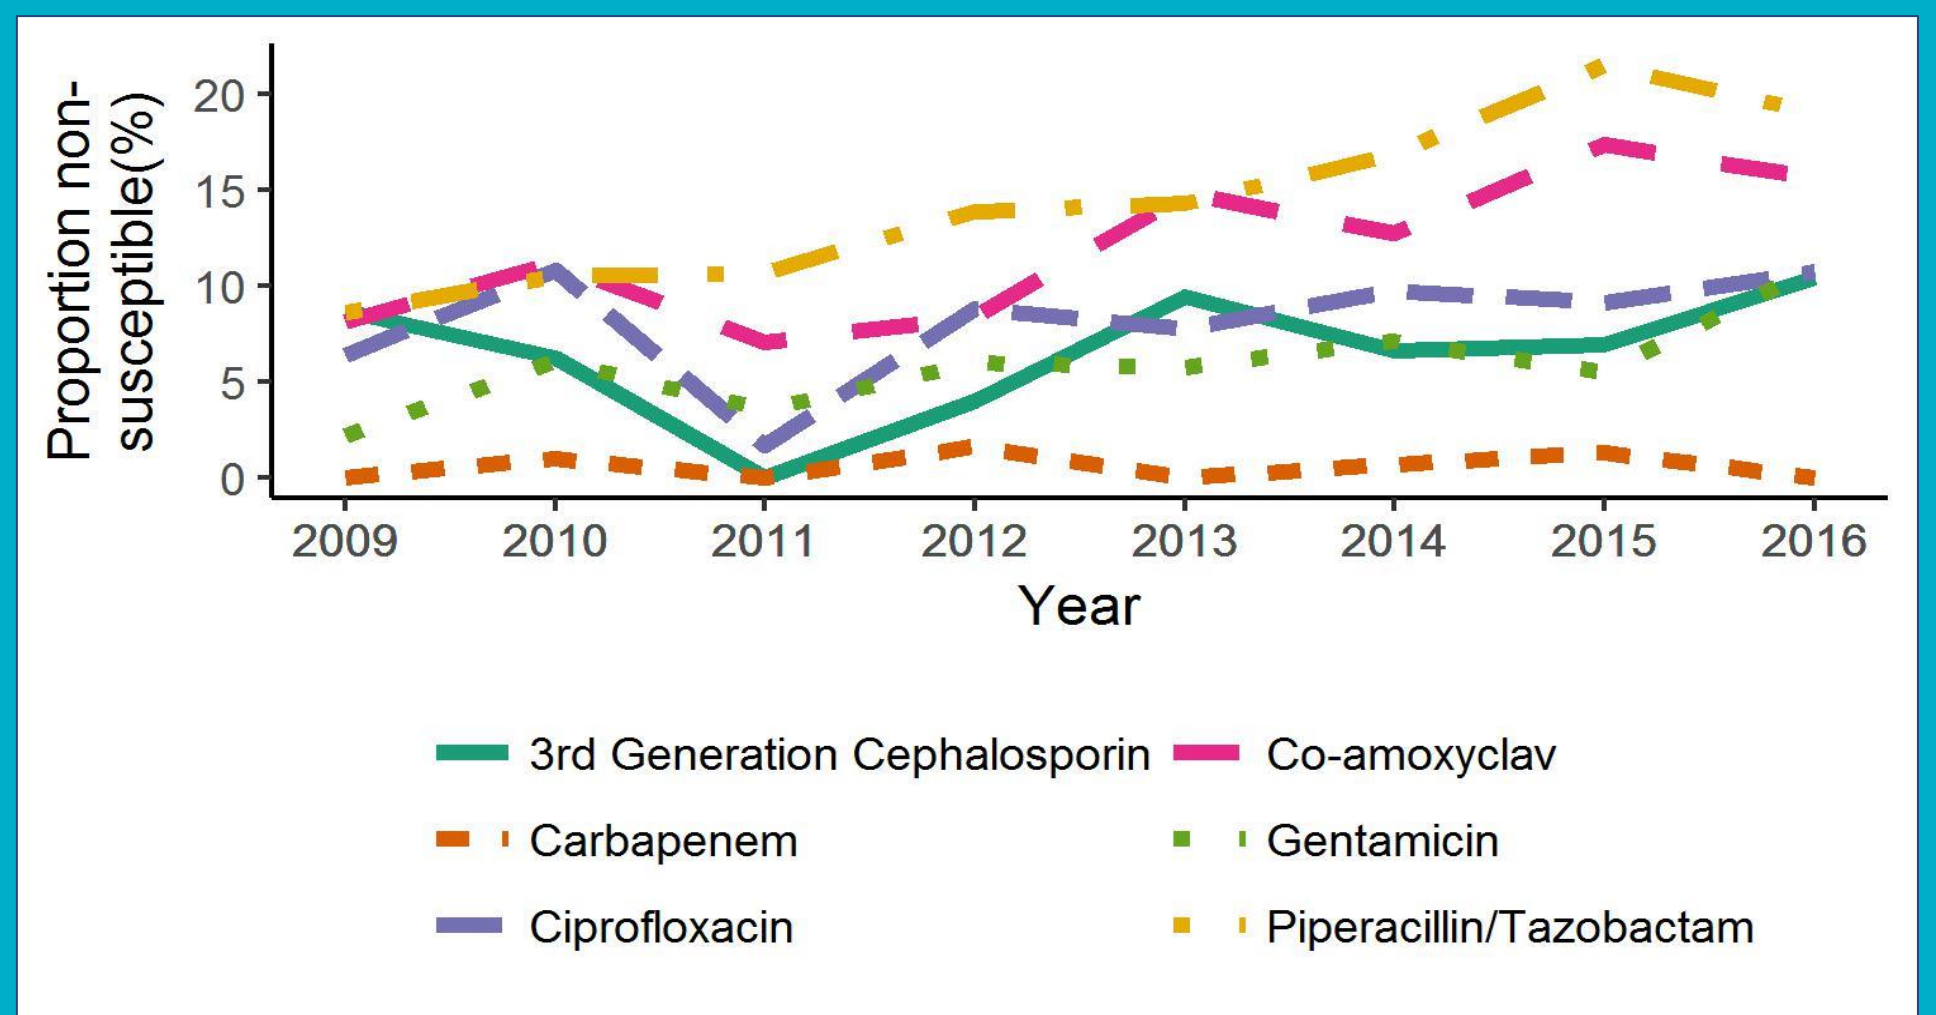 Proportion non-
susceptible(%)
20
15
10
5
0
2009 2010 2011 2012 2013 2014 2015 2016
Year
3rd Generation Cephalosporin Co-amoxyclav
Carbapenem Gentamicin
Ciprofloxacin Piperacillin/Tazobactam